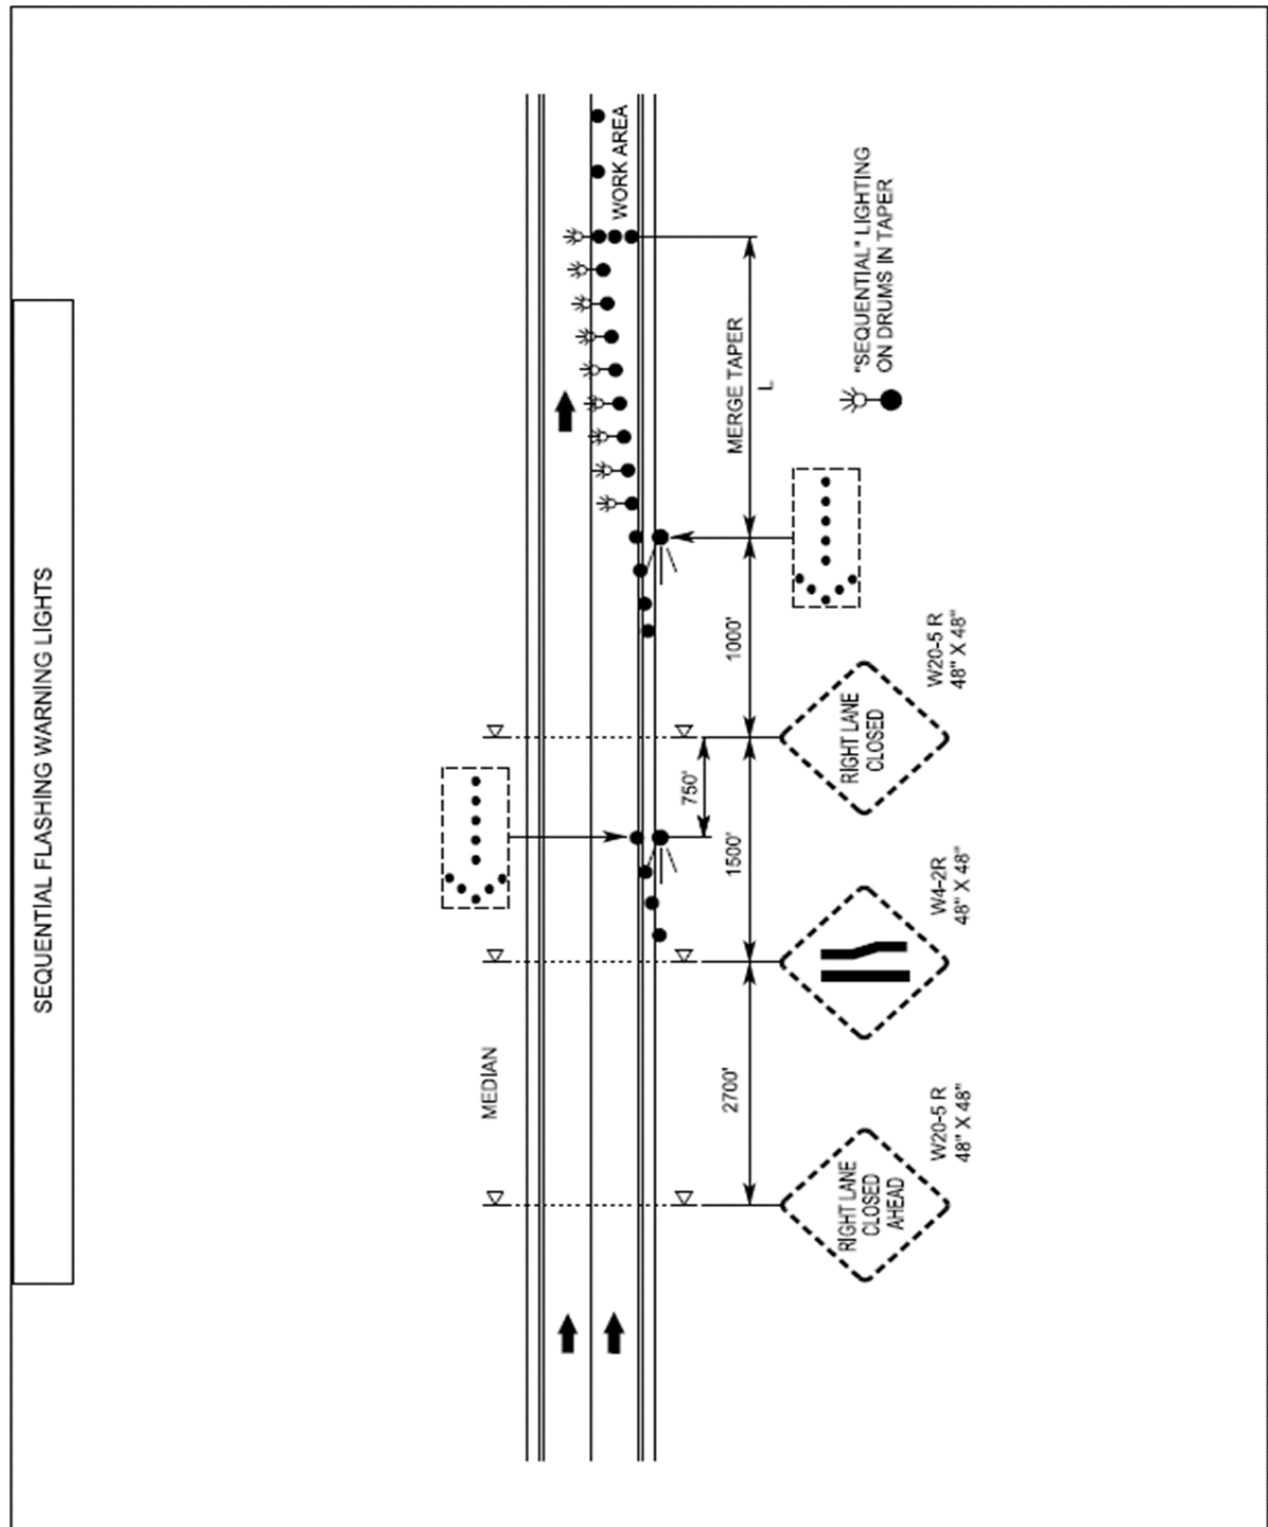 SEQUENTIAL FLASHING WARNING LIGHTS
MEDIAN
WORK AREA
MERGE TAPER
L
1000'
750'
1500'
2700'
"SEQUENTIAL" LIGHTING
ON DRUMS IN TAPER
RIGHT LANE
CLOSED
AHEAD
W20-5 R
48" X 48"
W4-2R
48" X 48"
RIGHT LANE
CLOSED
W20-5 R
48" X 48"